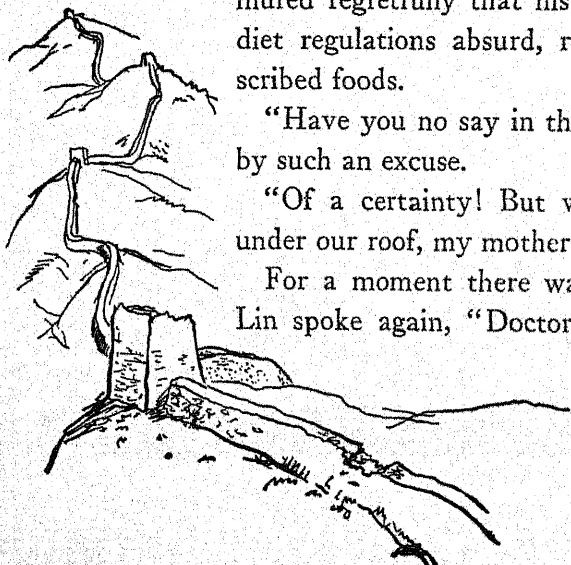 mured regretfully that his
diet regulations absurd, r
scribed foods.
“Have you no say in th
by such an excuse.
“Of a certainty! But w
under our roof, my mother
For a moment there wa
Lin spoke again, “Doctor